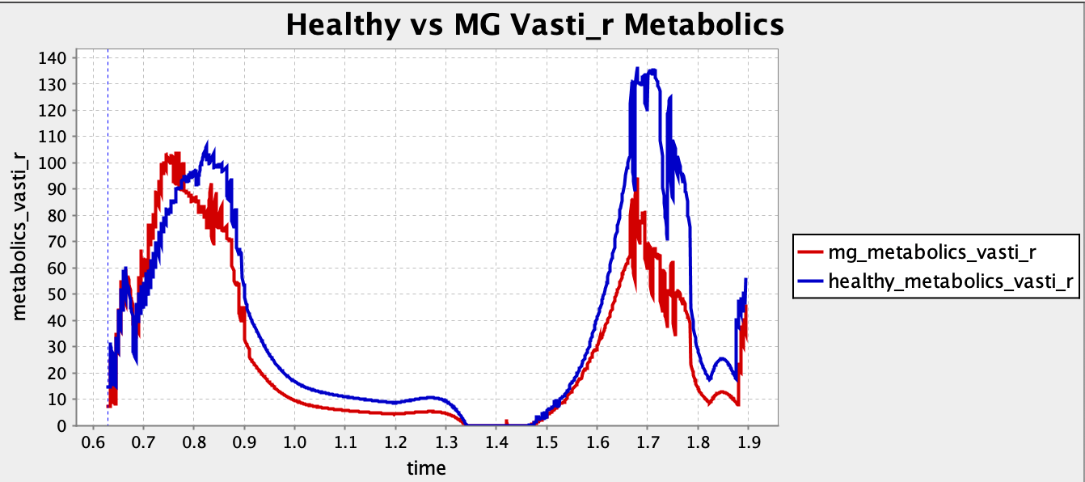 Healthy vs MG Vasti_r Metabolics
metabolics_vasti_r
140
130
120
110
100
90
80
70
60
50
40
30
20
10
0
0.6 0.7 0.8 0.9 1.0 1.1 1.2 1.3 1.4 1.5 1.6 1.7 1.8 1.9
time
mg_metabolics_vasti_r
healthy_metabolics_vasti_r